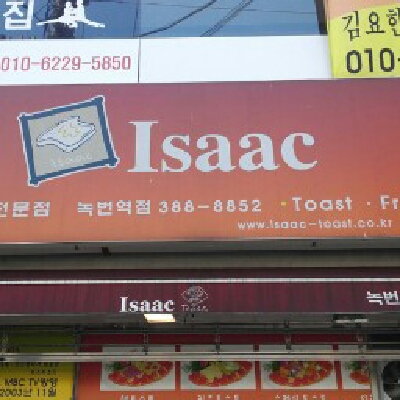 집
010-6229-5850
김요한
010-
Isaac
전문점 녹번역점 388-8852 · Toast · Fr
www.isaac-toast.co.kr
Isaac
녹번
MBC TV방영
2003년 11월